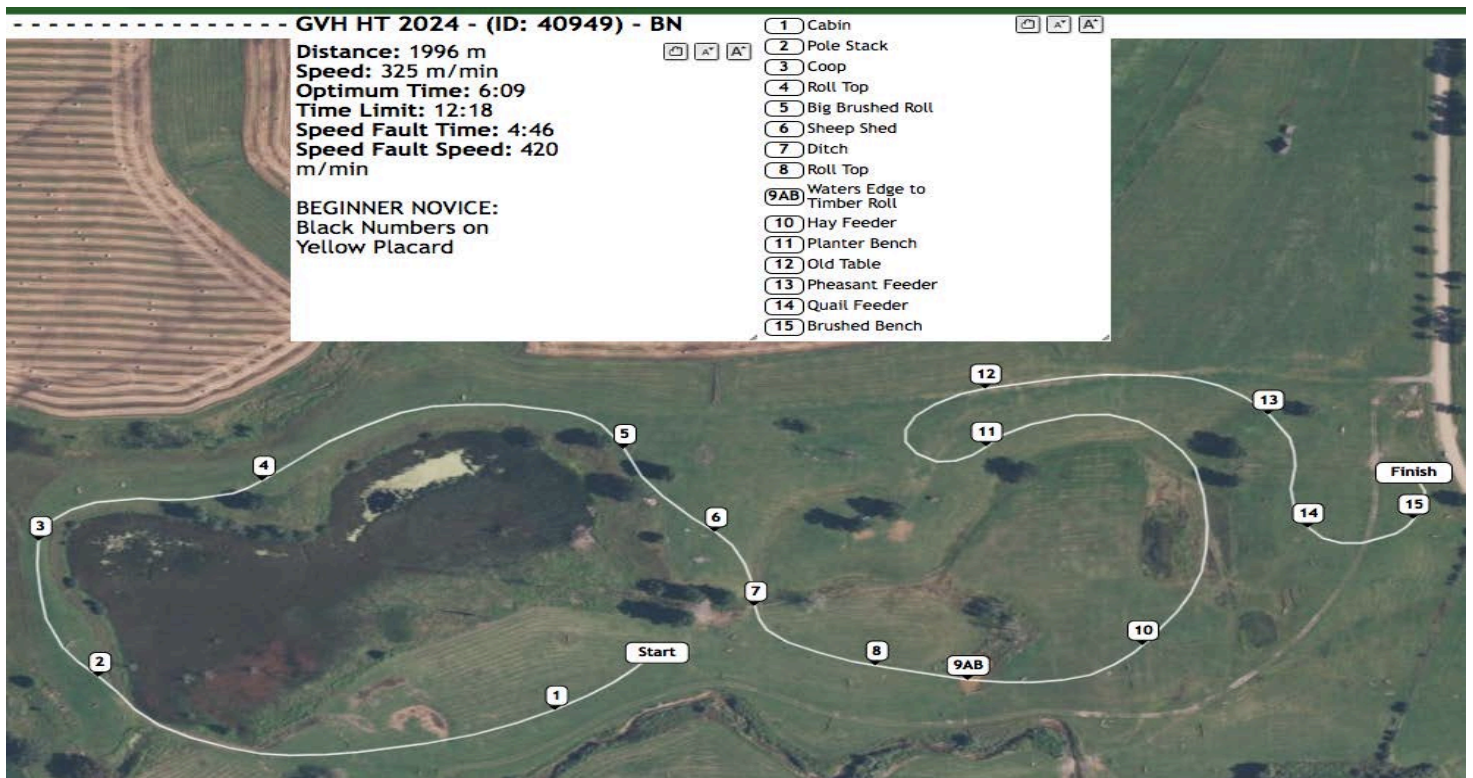 GVH HT 2024 - (ID: 40949) - BN
Distance: 1996 m
Speed: 325 m/min
Optimum Time: 6:09
Time Limit: 12:18
Speed Fault Time: 4:46
Speed Fault Speed: 420
m/min
BEGINNER NOVICE:
Black Numbers on
Yellow Placard
1 Cabin
2 Pole Stack
3 Coop
4 Roll Top
5 Big Brushed Roll
6 Sheep Shed
7 Ditch
8 Roll Top
9AB Waters Edge to
Timber Roll
10 Hay Feeder
11 Planter Bench
12 Old Table
13 Pheasant Feeder
14 Quail Feeder
15 Brushed Bench
A A
A A
12
13
5
11
4
Finish
15
14
6
3
7
10
Start
8
2
9AB
1